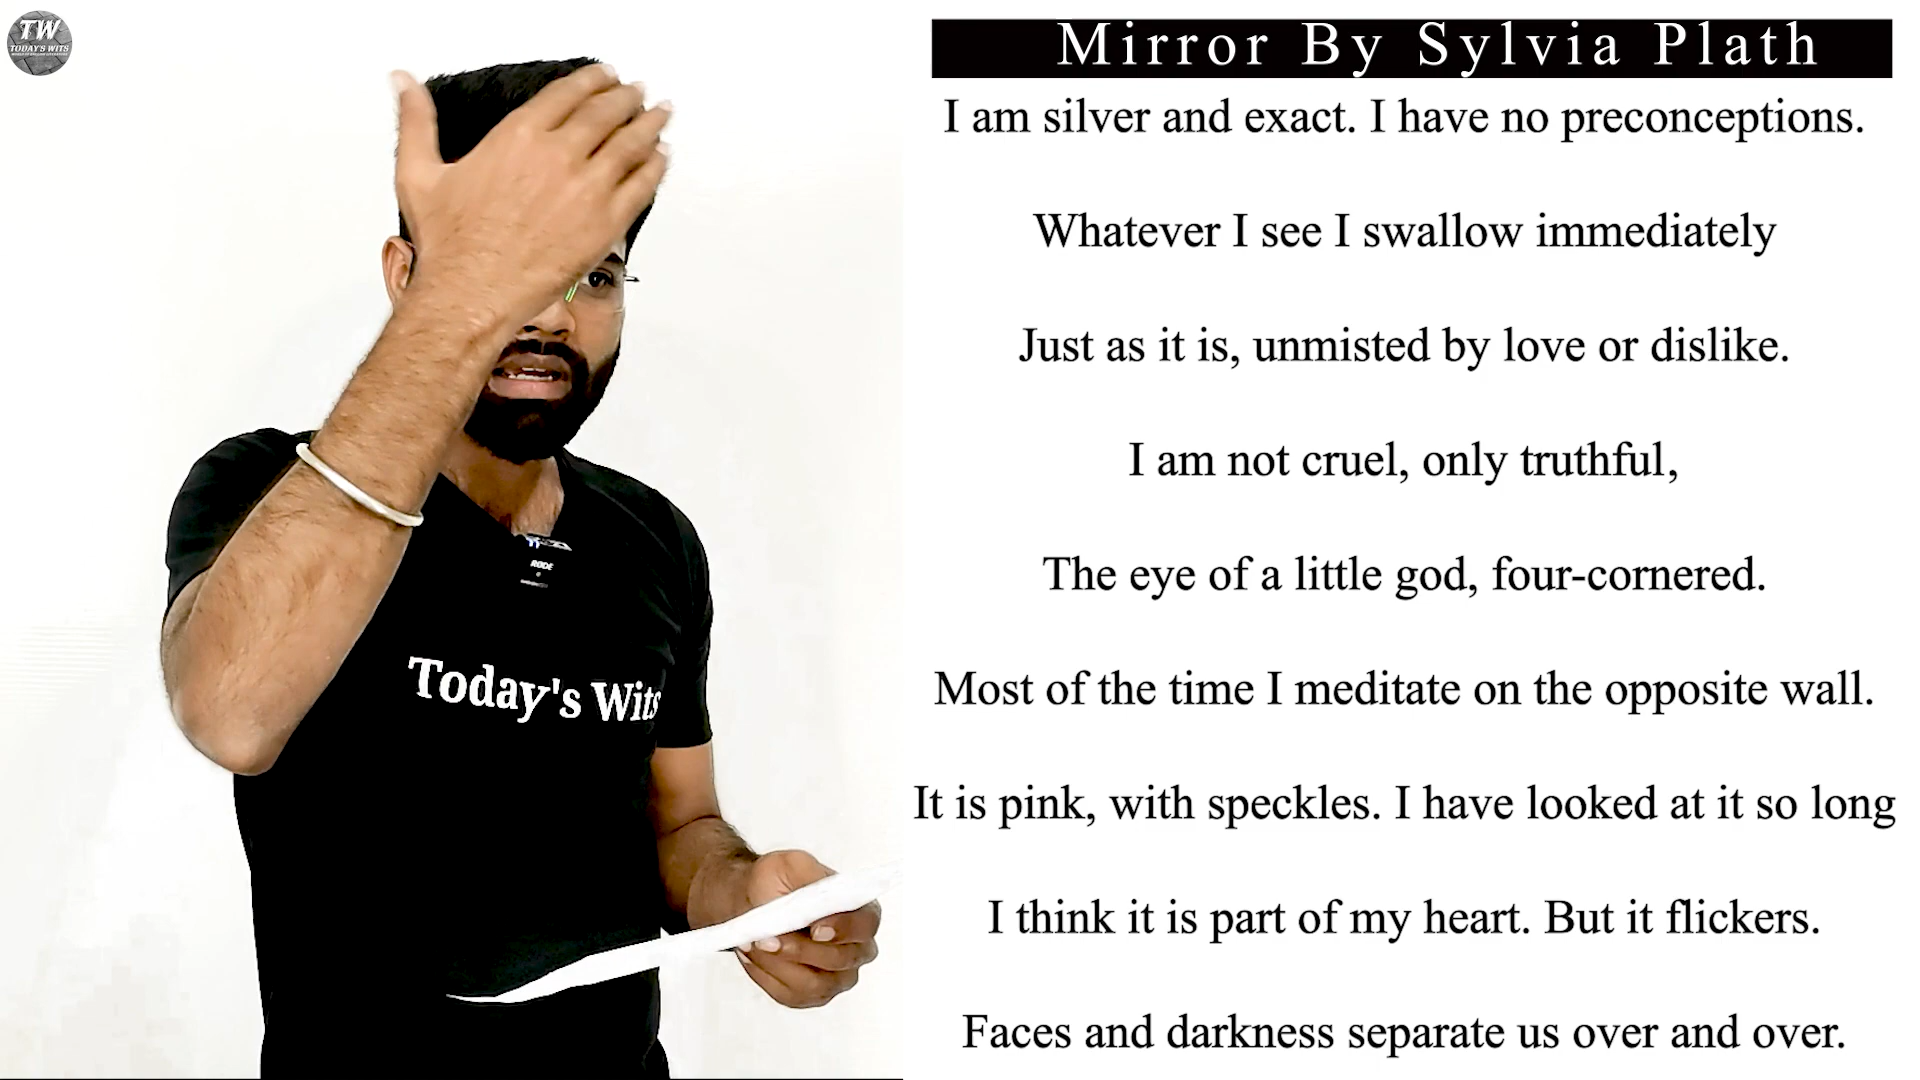 TW
TODAY'S WITS
Mirror By Sylvia Plath
I am silver and exact. I have no preconceptions.
Whatever I see I swallow immediately
Just as it is, unmisted by love or dislike.
I am not cruel, only truthful,
The eye of a little god, four-cornered.
Most of the time I meditate on the opposite wall.
It is pink, with speckles. I have looked at it so long
I think it is part of my heart. But it flickers.
Faces and darkness separate us over and over.
RODE
Today's Wits